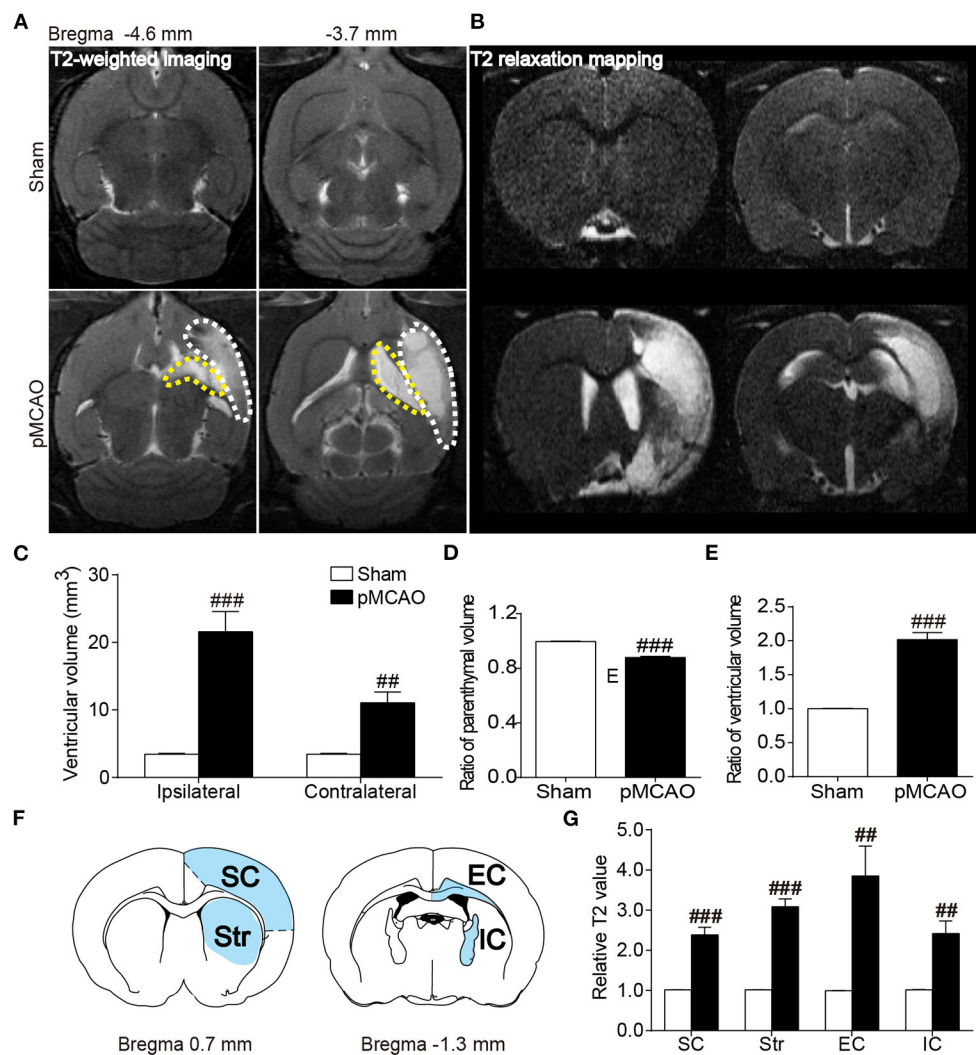 A
B
Bregma -4.6 mm
-3.7 mm
T2-weighted imaging
T2 relaxation mapping
Sham
pMCAO
C
D
E
Ventricular volume (mm3)
30
20
10
0
###
##
Sham
pMCAO
Ipsilateral
Contralateral
Ratio of parenthymal volume
1.2
0.8
0.4
0.0
###
E
Sham
pMCAO
Ratio of ventricular volume
2.5
2.0
1.5
1.0
0.5
0.0
###
Sham
pMCAO
F
G
SC
Str
EC
IC
Bregma 0.7 mm
Bregma -1.3 mm
Relative T2 value
5.0
4.0
3.0
2.0
1.0
0.0
###
###
##
##
SC
Str
EC
IC